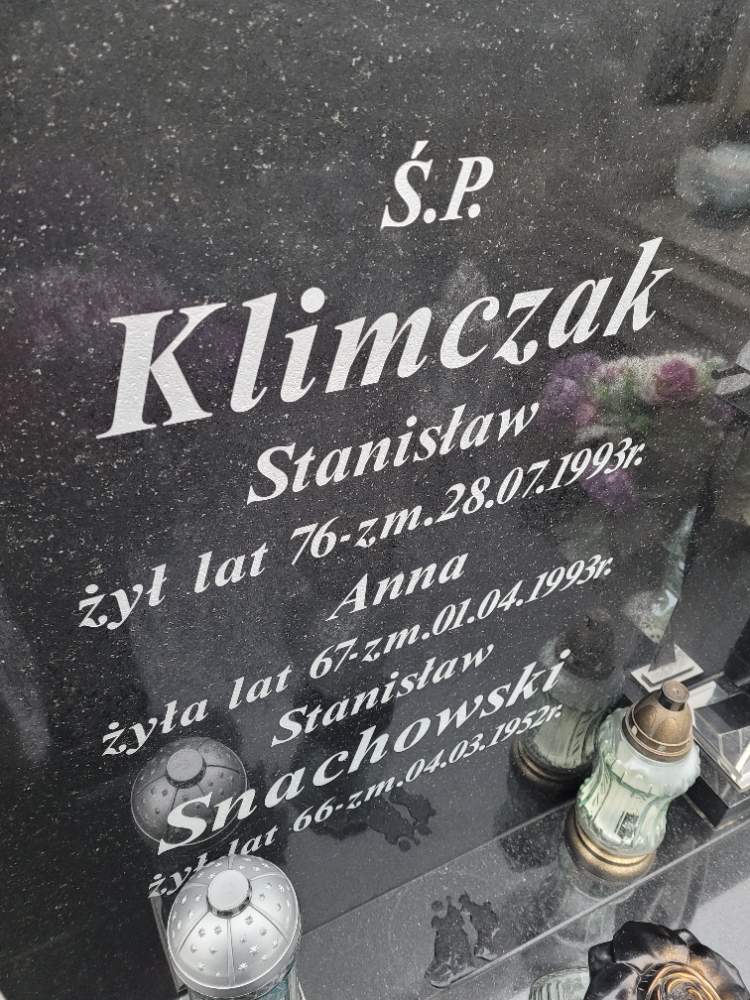 Ś.P.
Klimczak
Stanisław
żył lat 76-zm.28.07.1993r.
Anna
żyła lat 67-zm.01.04.1993r.
Stanisław
Snachowski
żył lat 66-zm.04.03.1952r.